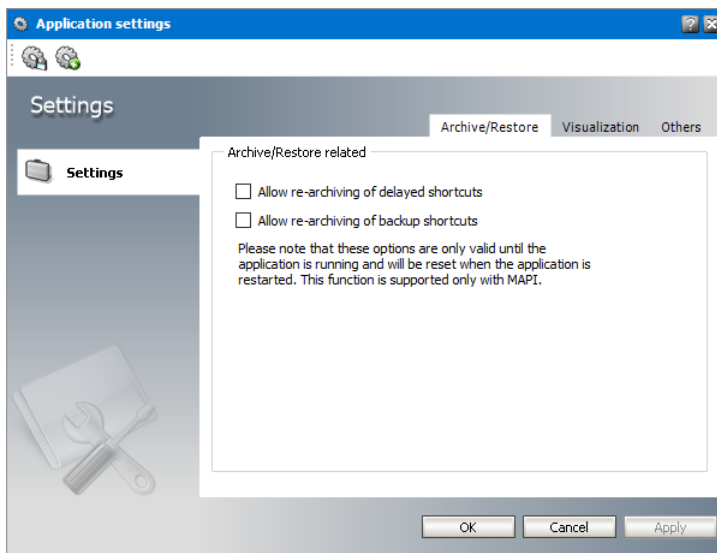 Application settings
Settings
Archive/Restore Visualization Others
Settings
Archive/Restore related
Allow re-archiving of delayed shortcuts
Allow re-archiving of backup shortcuts
Please note that these options are only valid until the
application is running and will be reset when the application is
restarted. This function is supported only with MAPI.
OK Cancel Apply